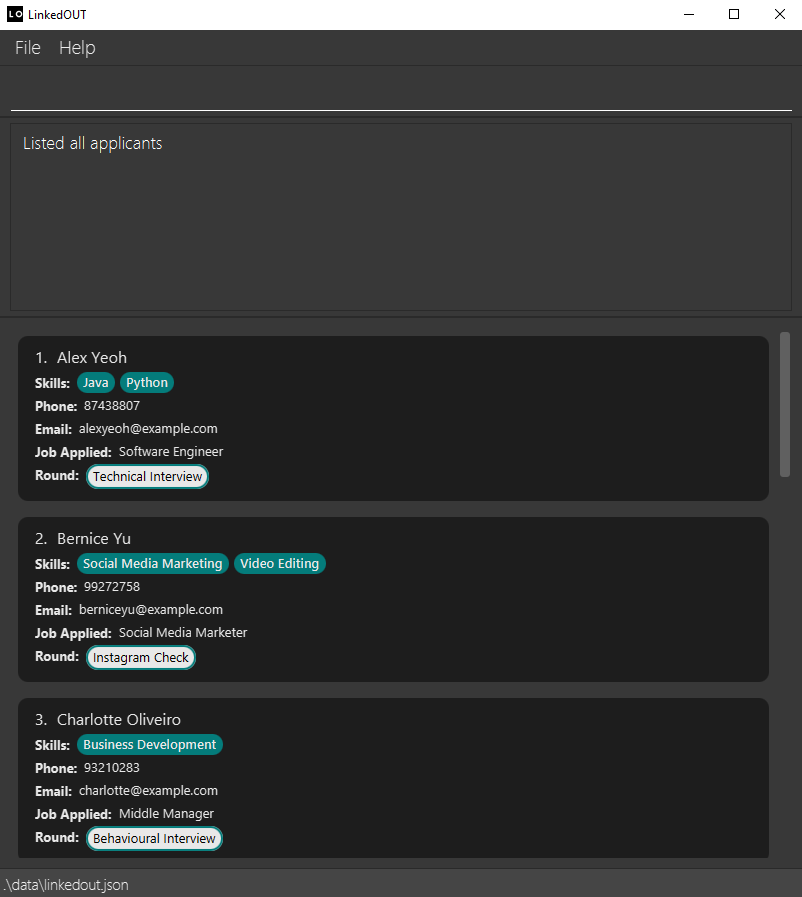 LO LinkedOUT
File Help
Listed all applicants
1. Alex Yeoh
Skills: Java Python
Phone: 87438807
Email: alexyeoh@example.com
Job Applied: Software Engineer
Round: Technical Interview
2. Bernice Yu
Skills: Social Media Marketing Video Editing
Phone: 99272758
Email: berniceyu@example.com
Job Applied: Social Media Marketer
Round: Instagram Check
3. Charlotte Oliveiro
Skills: Business Development
Phone: 93210283
Email: charlotte@example.com
Job Applied: Middle Manager
Round: Behavioural Interview
.\data\linkedout.json